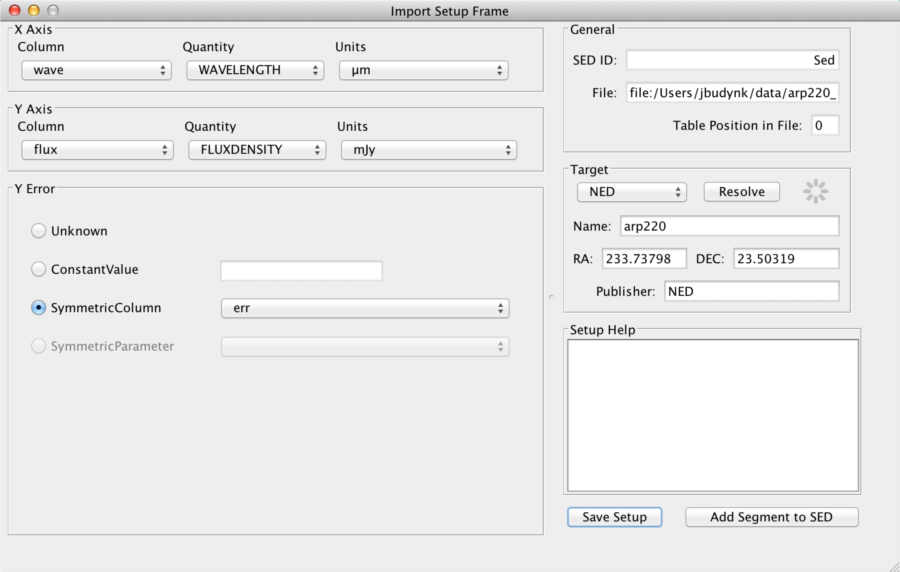 Import Setup Frame
X Axis
Column Quantity Units
wave WAVELENGTH µm
Y Axis
Column Quantity Units
flux FLUXDENSITY mJy
Y Error
Unknown
ConstantValue
SymmetricColumn err
SymmetricParameter
General
SED ID: Sed
File: file:/Users/jbudynk/data/arp220_
Table Position in File: 0
Target
NED Resolve
Name: arp220
RA: 233.73798 DEC: 23.50319
Publisher: NED
Setup Help
Save Setup Add Segment to SED